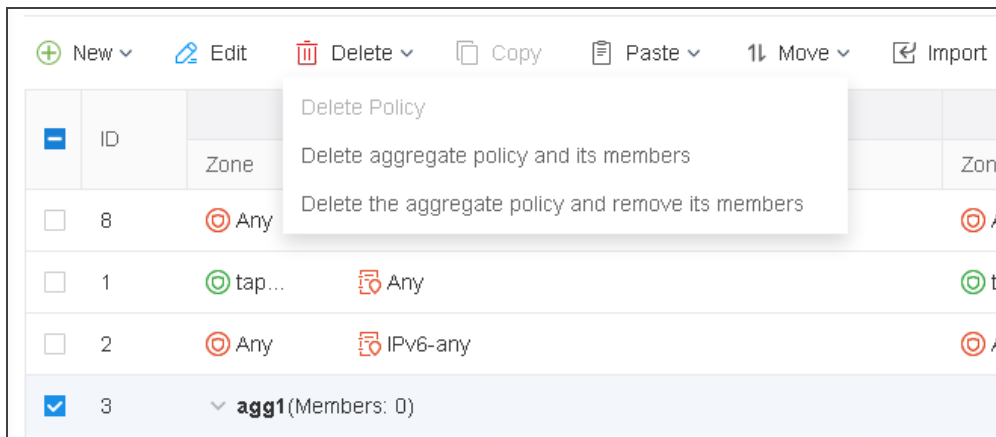 New Edit Delete Copy Paste Move Import
Delete Policy
ID
Delete aggregate policy and its members
Zone
Delete the aggregate policy and remove its members
8 Any
1 tap... Any
2 Any IPv6-any
3 agg1(Members: 0)